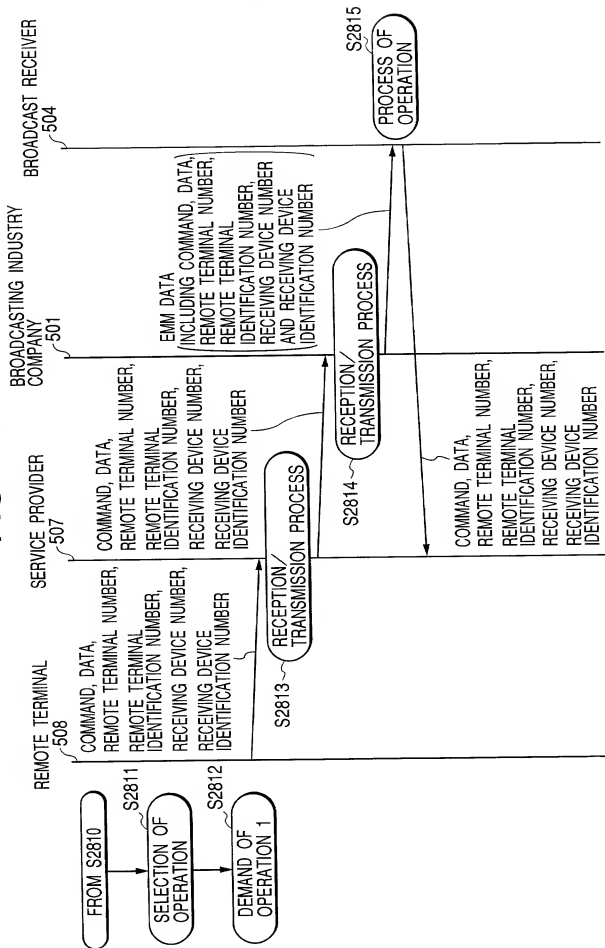 REMOTE TERMINAL
508
SERVICE PROVIDER
507
BROADCASTING INDUSTRY
COMPANY
501
BROADCAST RECEIVER
504
FROM S2810
S2811
SELECTION OF
OPERATION
S2812
DEMAND OF
OPERATION 1
COMMAND, DATA,
REMOTE TERMINAL NUMBER,
REMOTE TERMINAL
IDENTIFICATION NUMBER,
RECEIVING DEVICE NUMBER,
RECEIVING DEVICE
IDENTIFICATION NUMBER
S2813
RECEPTION/
TRANSMISSION PROCESS
COMMAND, DATA,
REMOTE TERMINAL NUMBER,
REMOTE TERMINAL
IDENTIFICATION NUMBER,
RECEIVING DEVICE NUMBER,
RECEIVING DEVICE
IDENTIFICATION NUMBER
S2814
RECEPTION/
TRANSMISSION PROCESS
EMM DATA
INCLUDING COMMAND, DATA,
REMOTE TERMINAL NUMBER,
REMOTE TERMINAL
IDENTIFICATION NUMBER,
RECEIVING DEVICE NUMBER
AND RECEIVING DEVICE
IDENTIFICATION NUMBER
S2815
PROCESS OF
OPERATION
COMMAND, DATA,
REMOTE TERMINAL NUMBER,
REMOTE TERMINAL
IDENTIFICATION NUMBER,
RECEIVING DEVICE NUMBER,
RECEIVING DEVICE
IDENTIFICATION NUMBER